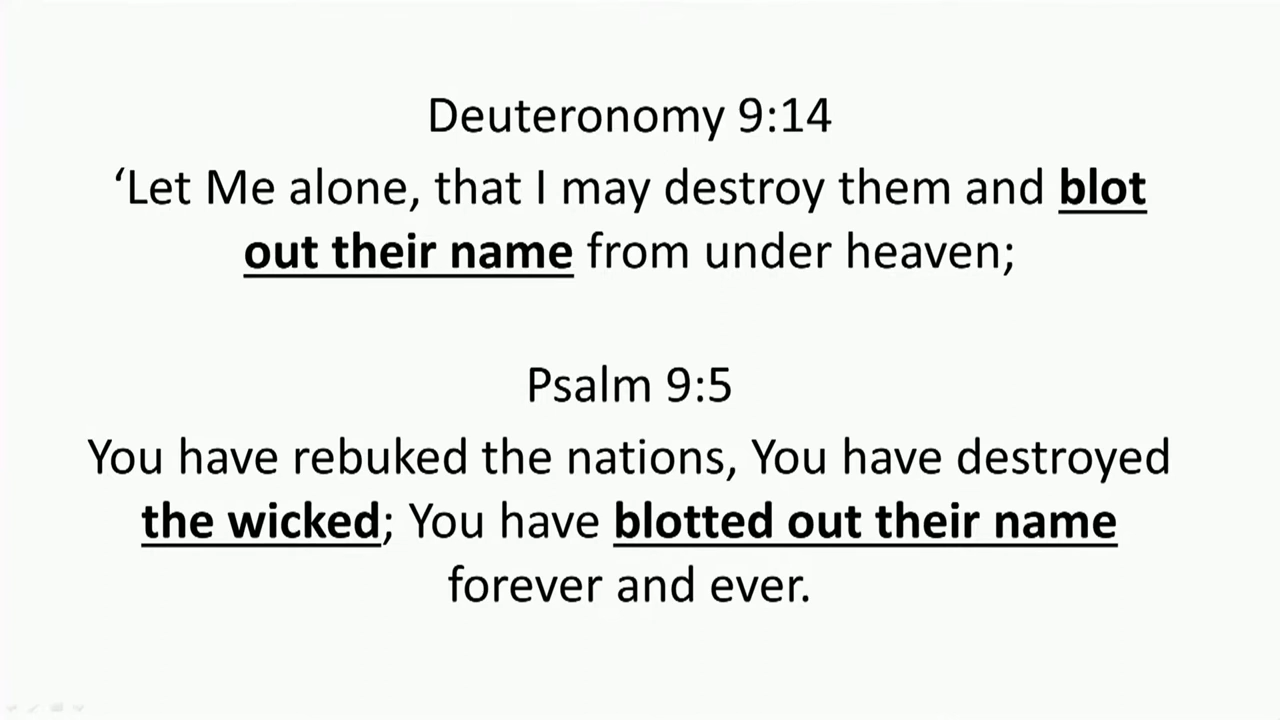 Deuteronomy 9:14
‘Let Me alone, that I may destroy them and blot
out their name from under heaven;
Psalm 9:5
You have rebuked the nations, You have destroyed
the wicked; You have blotted out their name
forever and ever.